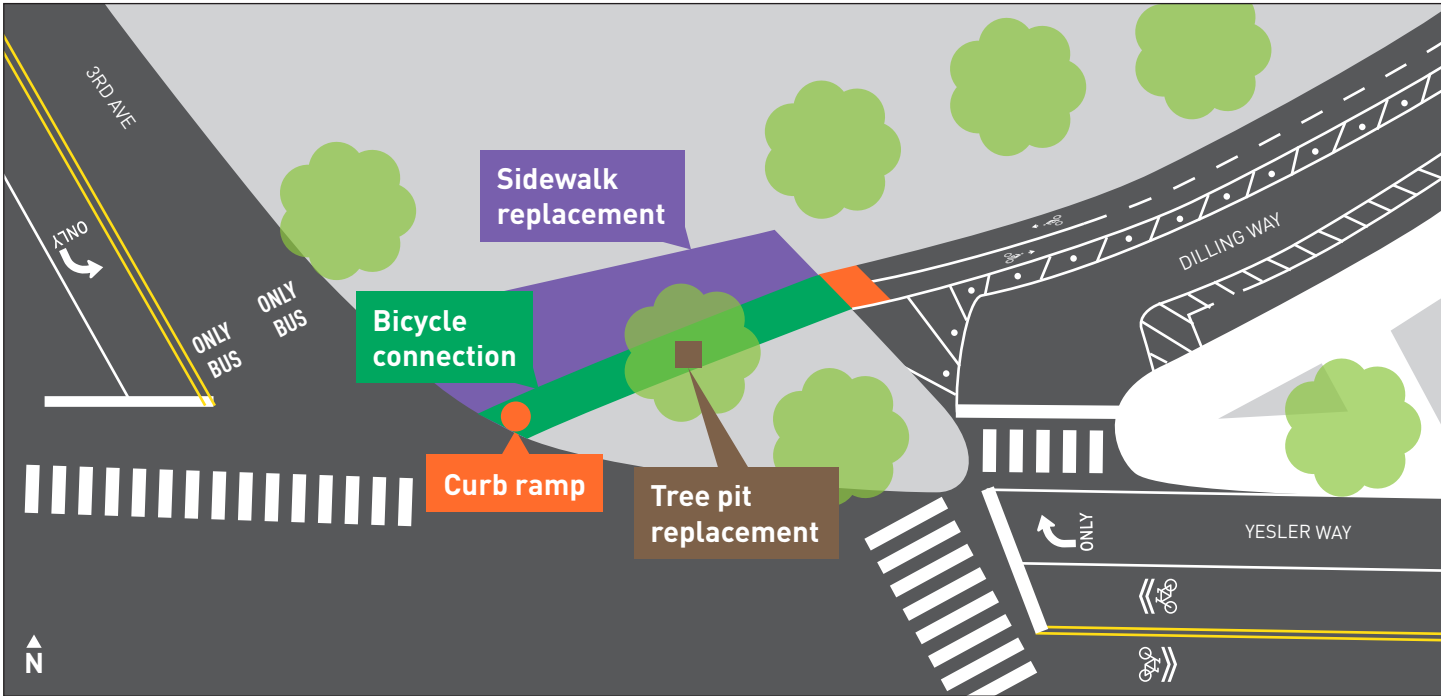 3RD AVE
Sidewalk
replacement
DILLING WAY
ONLY
ONLY
BUS
ONLY
BUS
Bicycle
connection
Curb ramp
Tree pit
replacement
ONLY
YESLER WAY
N